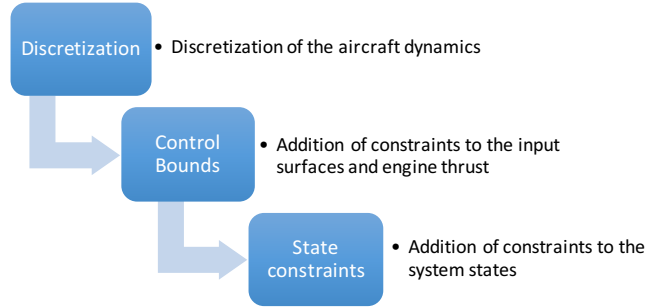 Discretization
• Discretization of the aircraft dynamics
Control
Bounds
• Addition of constraints to the input
surfaces and engine thrust
State
constraints
• Addition of constraints to the
system states